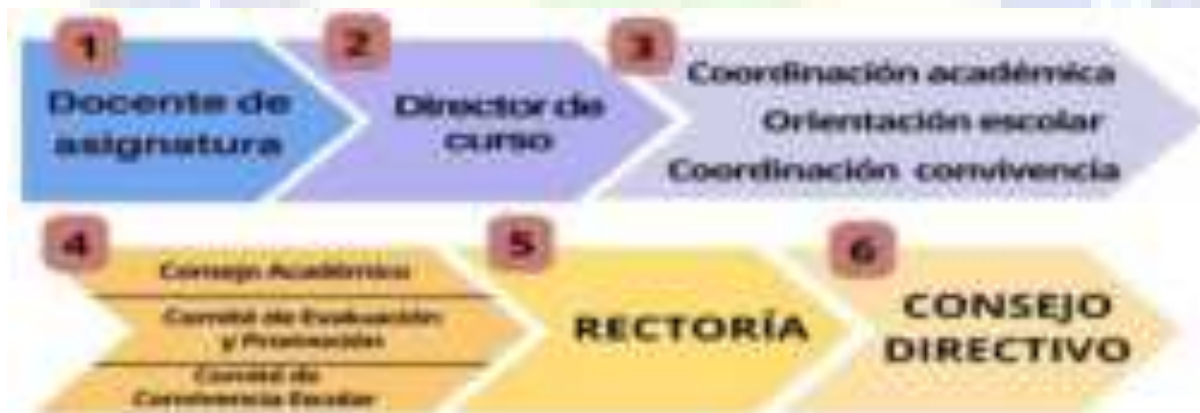 1
Docente de
asignatura
2
Director de
curso
3
Coordinación académica
Orientación escolar
Coordinación convivencia
4
Consejo Académico
Comité de Evaluación
y Promoción
Comité de
Convivencia Escolar
5
RECTORÍA
6
CONSEJO
DIRECTIVO